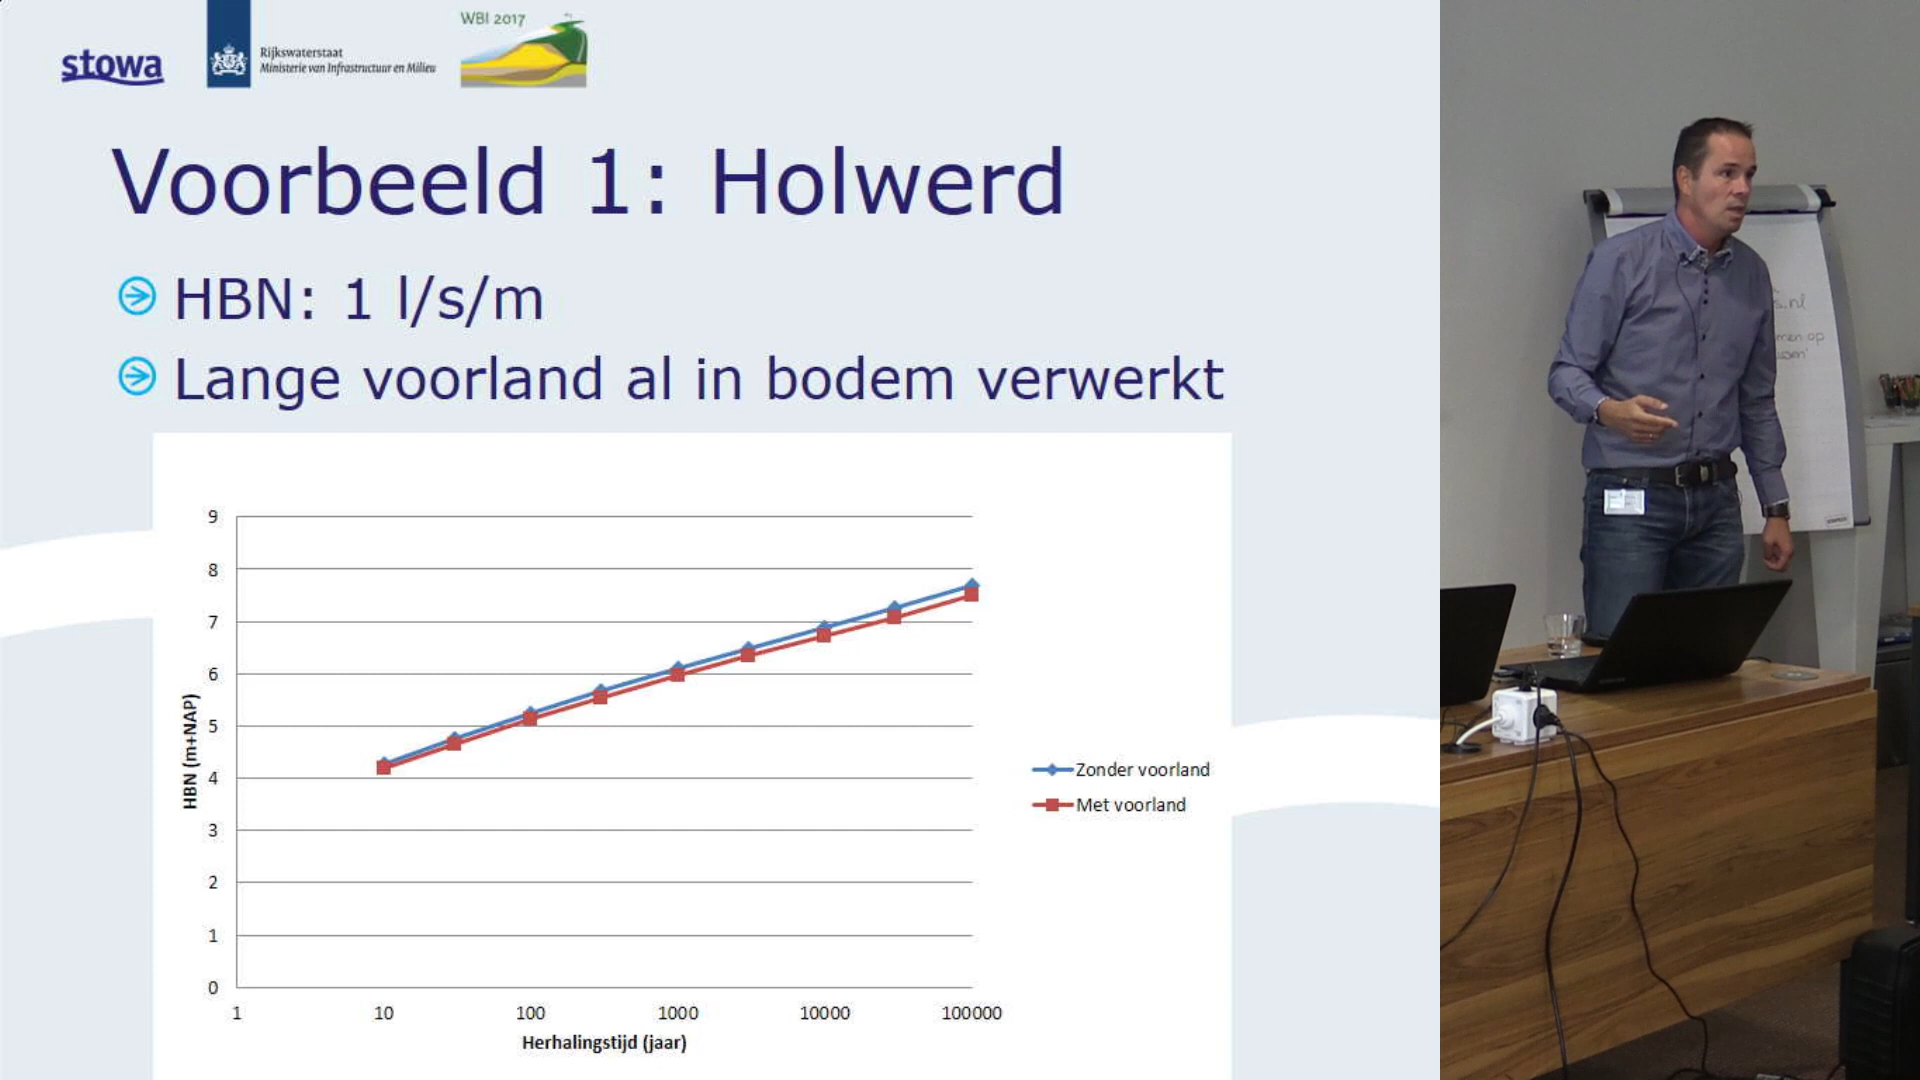 stowa
Rijkswaterstaat
Ministerie van Infrastructuur en Milieu
WBI 2017
Voorbeeld 1: Holwerd
HBN: 1 l/s/m
Lange voorland al in bodem verwerkt
9
8
7
6
5
4
3
2
1
0
HBN (m+NAP)
1 10 100 1000 10000 100000
Herhalingstijd (jaar)
Zonder voorland
Met voorland
s.nl
op